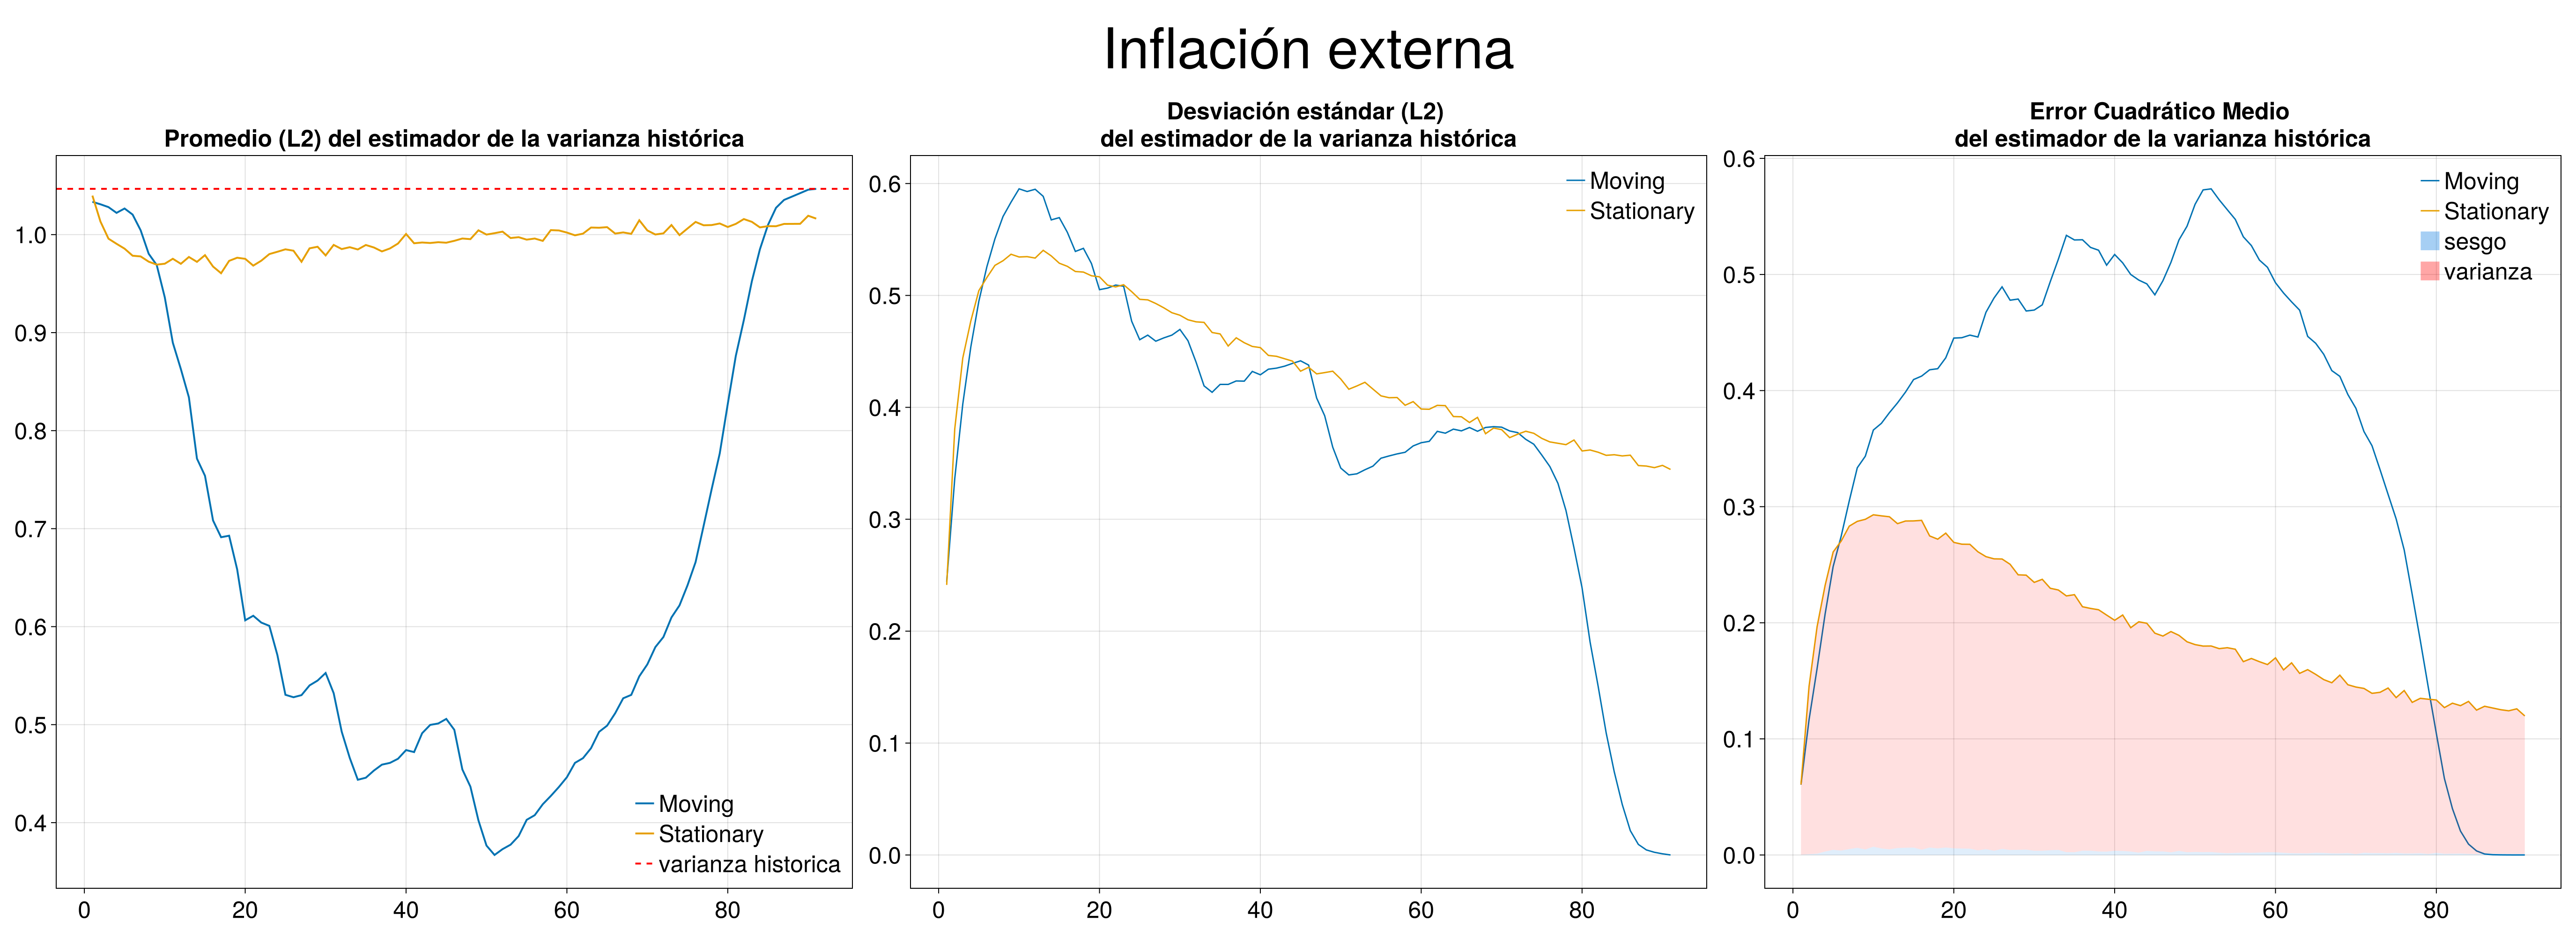 Inflación externa
Promedio (L2) del estimador de la varianza histórica
1.0
0.9
0.8
0.7
0.6
0.5
0.4
0
20
40
60
80
Moving
Stationary
varianza historica
Desviación estándar (L2)
del estimador de la varianza histórica
0.6
0.5
0.4
0.3
0.2
0.1
0.0
0
20
40
60
80
Moving
Stationary
Error Cuadrático Medio
del estimador de la varianza histórica
0.6
0.5
0.4
0.3
0.2
0.1
0.0
0
20
40
60
80
Moving
Stationary
sesgo
varianza